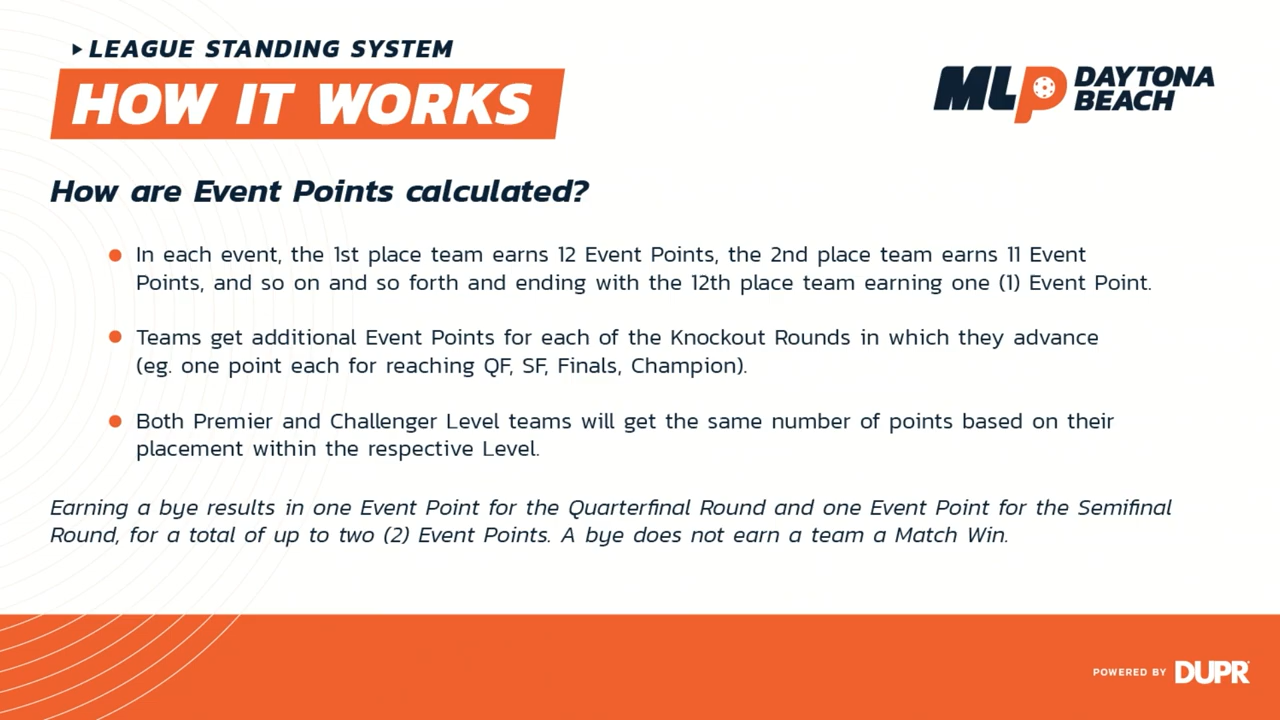 LEAGUE STANDING SYSTEM
HOW IT WORKS
MLP DAYTONA
BEACH
How are Event Points calculated?
In each event, the 1st place team earns 12 Event Points, the 2nd place team earns 11 Event
Points, and so on and so forth and ending with the 12th place team earning one (1) Event Point.
Teams get additional Event Points for each of the Knockout Rounds in which they advance
(eg. one point each for reaching QF, SF, Finals, Champion).
Both Premier and Challenger Level teams will get the same number of points based on their
placement within the respective Level.
Earning a bye results in one Event Point for the Quarterfinal Round and one Event Point for the Semifinal
Round, for a total of up to two (2) Event Points. A bye does not earn a team a Match Win.
POWERED BY DUPR